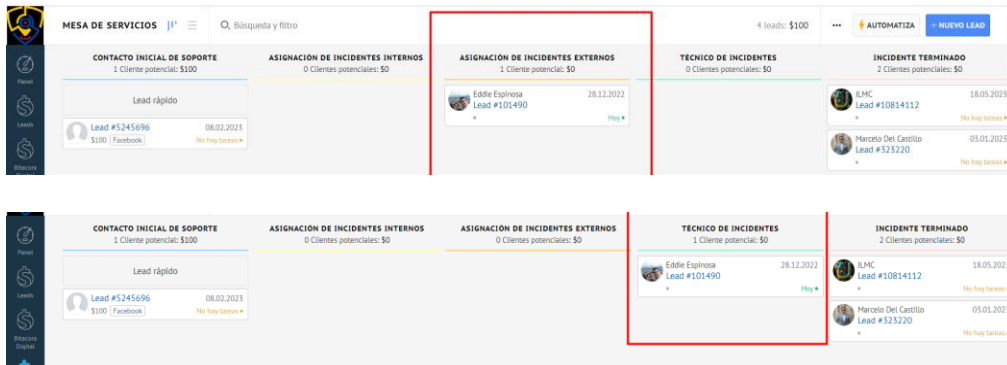 MESA DE SERVICIOS
Búsqueda y filtro
4 leads: $100
AUTOMATIZA
+ NUEVO LEAD
CONTACTO INICIAL DE SOPORTE
1 Cliente potencial: $100
ASIGNACIÓN DE INCIDENTES INTERNOS
0 Clientes potenciales: $0
ASIGNACIÓN DE INCIDENTES EXTERNOS
1 Cliente potencial: $0
TÉCNICO DE INCIDENTES
0 Clientes potenciales: $0
INCIDENTE TERMINADO
2 Clientes potenciales: $0
Panel
Leads
Bitacora
Lead rápido
Lead #5245696
08.02.2023
$100 Facebook
No hay tareas
Eddie Espinosa
28.12.2022
Lead #101490
Hoy
JLMC
18.05.2023
Lead #10814112
No hay tareas
Marcelo Del Castillo
03.01.2023
Lead #323220
No hay tareas
CONTACTO INICIAL DE SOPORTE
1 Cliente potencial: $100
ASIGNACIÓN DE INCIDENTES INTERNOS
0 Clientes potenciales: $0
ASIGNACIÓN DE INCIDENTES EXTERNOS
0 Clientes potenciales: $0
TÉCNICO DE INCIDENTES
1 Cliente potencial: $0
INCIDENTE TERMINADO
2 Clientes potenciales: $0
Panel
Leads
Bitacora
Digital
Lead rápido
Lead #5245696
08.02.2023
$100 Facebook
No hay tareas
Eddie Espinosa
28.12.2022
Lead #101490
Hoy
JLMC
18.05.202
Lead #10814112
No hay tareas
Marcelo Del Castillo
03.01.202
Lead #323220
No hay tareas